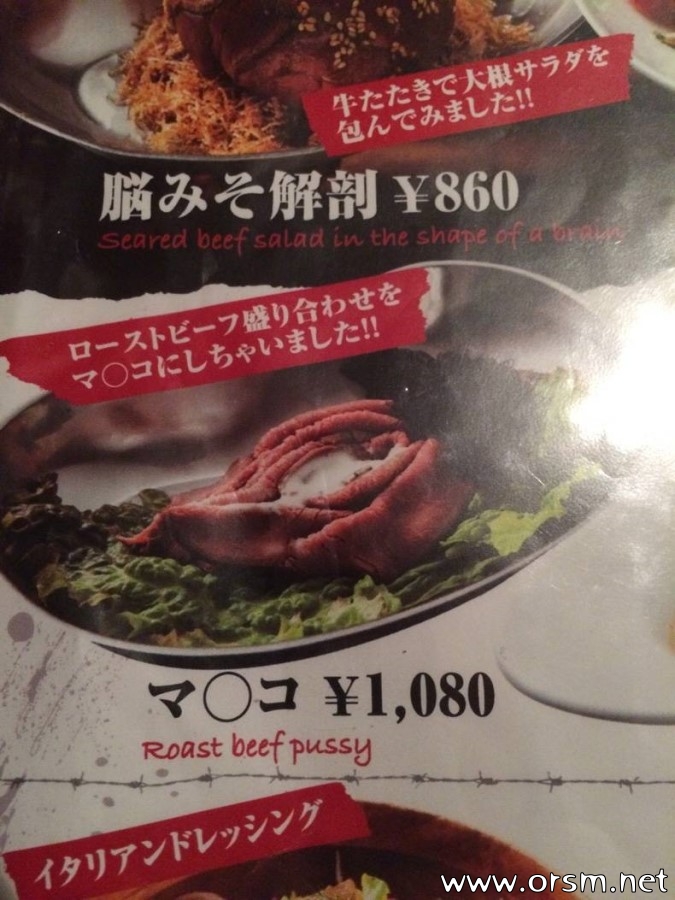 牛たたきで大根サラダを
包んでみました!!
脳みそ解剖 ¥860
Seared beef salad in the shape of a brain
ローストビーフ盛り合わせを
マ〇コにしちゃいました!!
マ〇コ ¥1,080
Roast beef pussy
イタリアンドレッシング
www.orsm.net